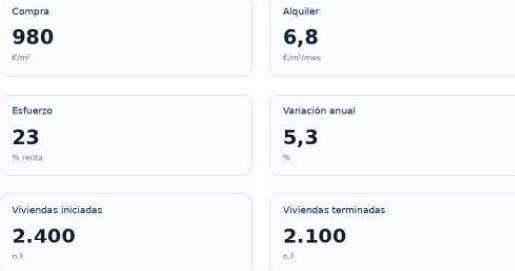 Compra
980
€/m²
Alquiler
6,8
€/m²/mes
Esfuerzo
23
% renta
Variación anual
5,3
%
Viviendas iniciadas
2.400
n.º
Viviendas terminadas
2.100
n.º